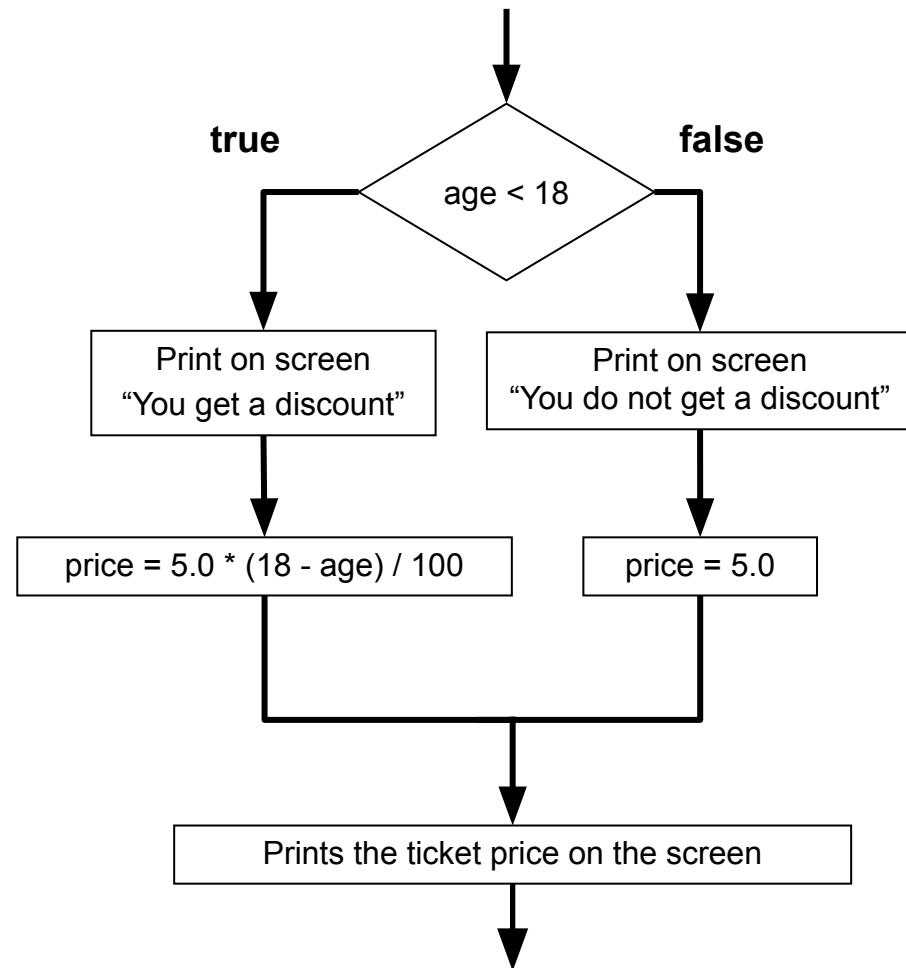 true
false
age < 18
Print on screen
“You get a discount”
Print on screen
“You do not get a discount”
price = 5.0 * (18 - age) / 100
price = 5.0
Prints the ticket price on the screen